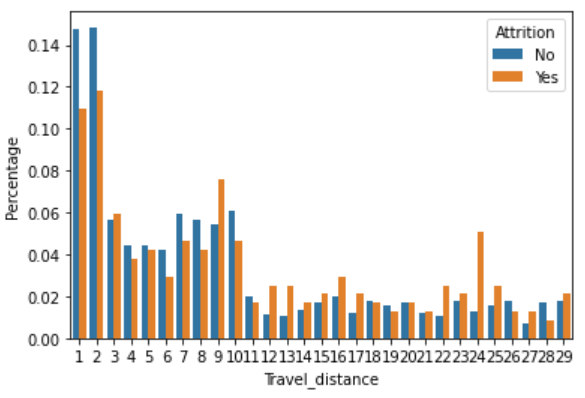 Attrition
No
Yes
0.14
0.12
0.10
0.08
0.06
0.04
0.02
0.00
Percentage
1 2 3 4 5 6 7 8 9 10 11 12 13 14 15 16 17 18 19 20 21 22 23 24 25 26 27 28 29
Travel_distance